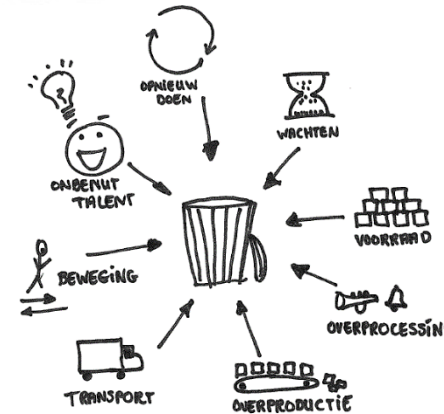 OPNIEUW
DOEN
WACHTEN
ONBENUT
TALENT
VOORRAAD
BEWEGING
OVERPROCESSIN
TRANSPORT
OVERPRODUCTIE